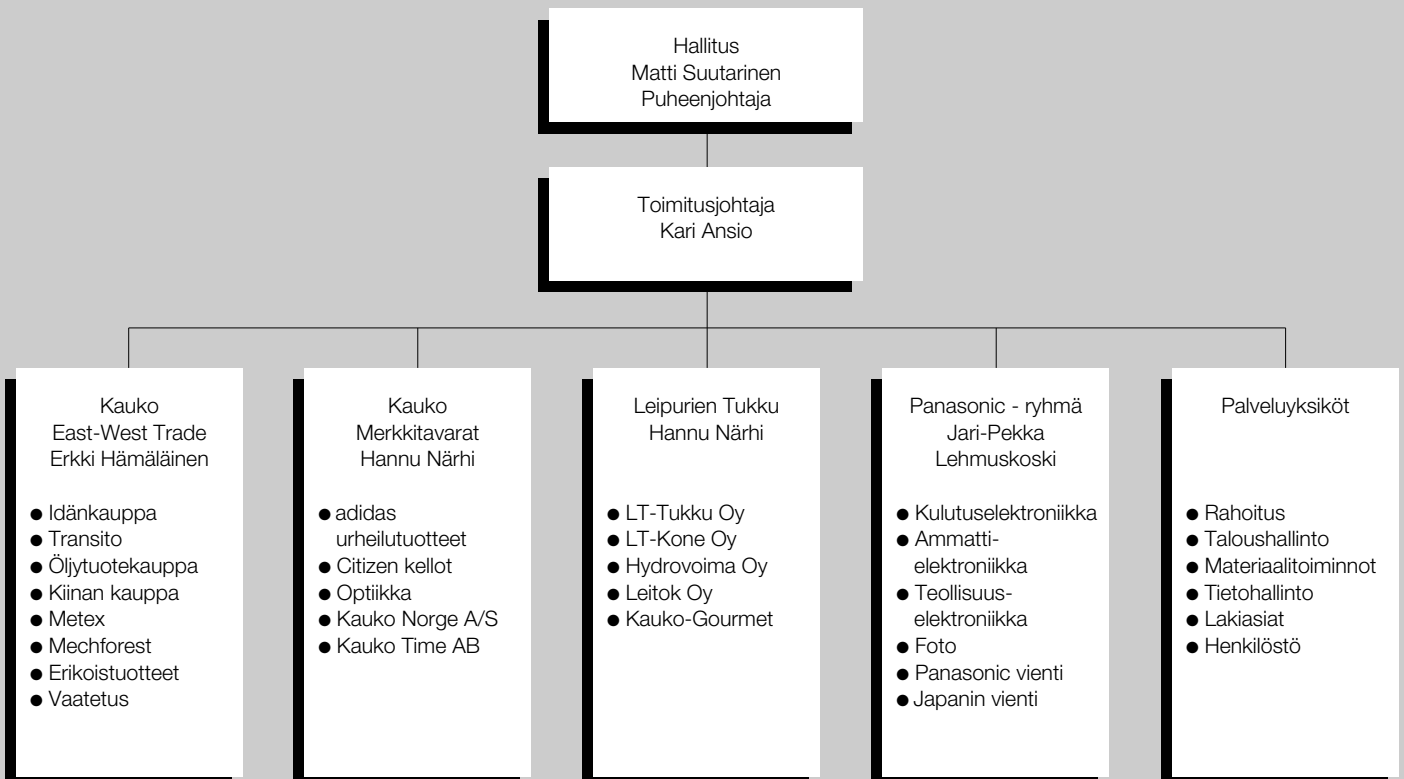 Hallitus
Matti Suutarinen
Puheenjohtaja
Toimitusjohtaja
Kari Ansio
Kauko
East-West Trade
Erkki Hämäläinen
● Idänkauppa
● Transito
● Öljytuotekauppa
● Kiinan kauppa
● Metex
● Mechforest
● Erikoistuotteet
● Vaatetus
Kauko
Merkkitavarat
Hannu Närhi
● adidas
urheilutuotteet
● Citizen kellot
● Optiikka
● Kauko Norge A/S
● Kauko Time AB
Leipurien Tukku
Hannu Närhi
● LT-Tukku Oy
● LT-Kone Oy
● Hydrovoima Oy
● Leitok Oy
● Kauko-Gourmet
Panasonic - ryhmä
Jari-Pekka
Lehmuskoski
● Kulutuselektroniikka
● Ammatti-
elektroniikka
● Teollisuus-
elektroniikka
● Foto
● Panasonic vienti
● Japanin vienti
Palveluyksiköt
● Rahoitus
● Taloushallinto
● Materiaalitoiminnot
● Tietohallinto
● Lakiasiat
● Henkilöstö